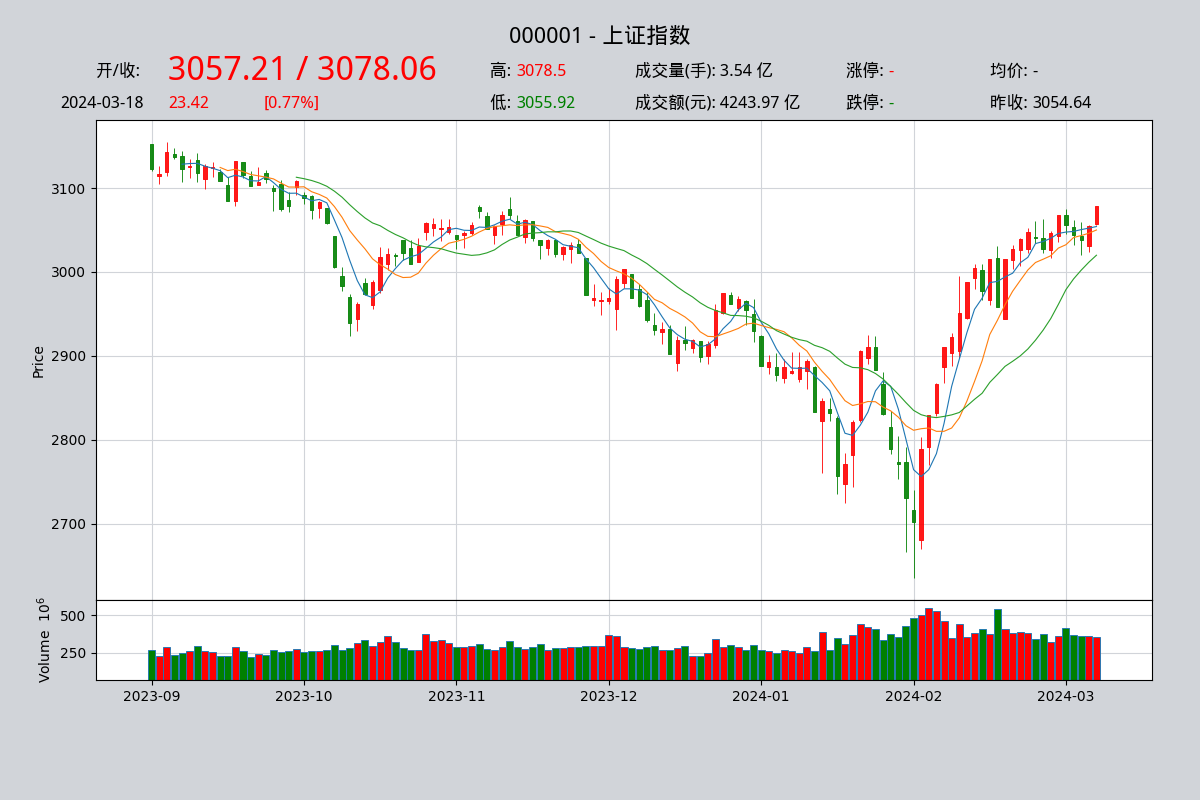 000001 - 上证指数
开/收: 3057.21 / 3078.06 高: 3078.5 成交量(手): 3.54 亿 涨停: - 均价: -
2024-03-18 23.42 [0.77%] 低: 3055.92 成交额(元): 4243.97 亿 跌停: - 昨收: 3054.64
3100
3000
2900
2800
2700
Price
500
250
Volume 10⁶
2023-09 2023-10 2023-11 2023-12 2024-01 2024-02 2024-03